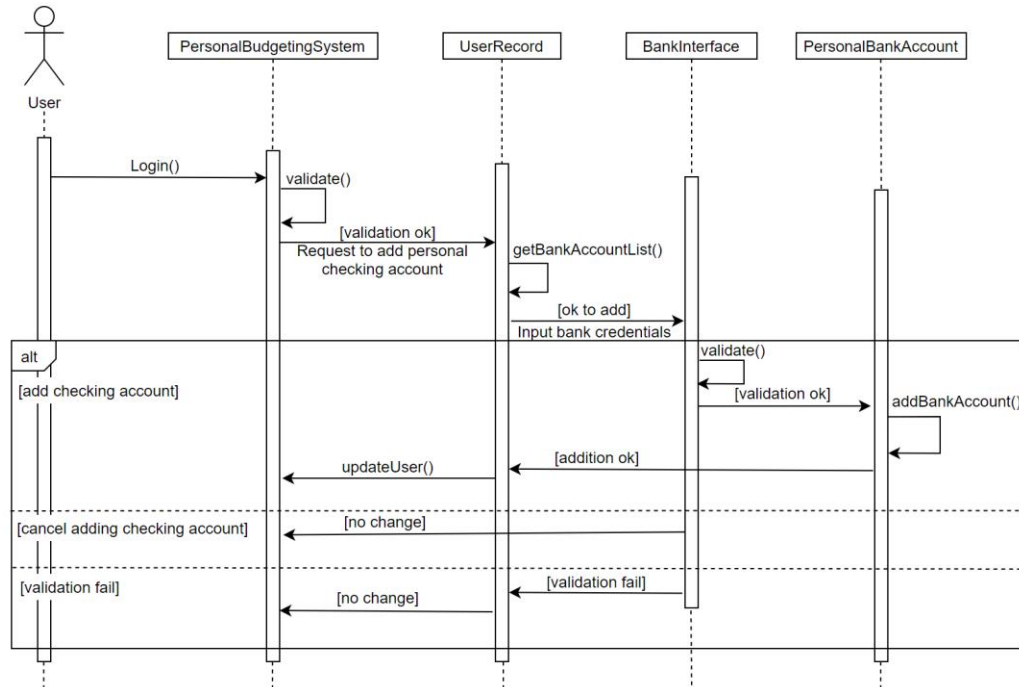 PersonalBudgetingSystem
UserRecord
BankInterface
PersonalBankAccount
User
Login()
validate()
[validation ok]
Request to add personal
checking account
getBankAccountList()
[ok to add]
Input bank credentials
alt
validate()
[add checking account]
[validation ok]
addBankAccount()
[addition ok]
updateUser()
[no change]
[cancel adding checking account]
[validation fail]
[validation fail]
[no change]